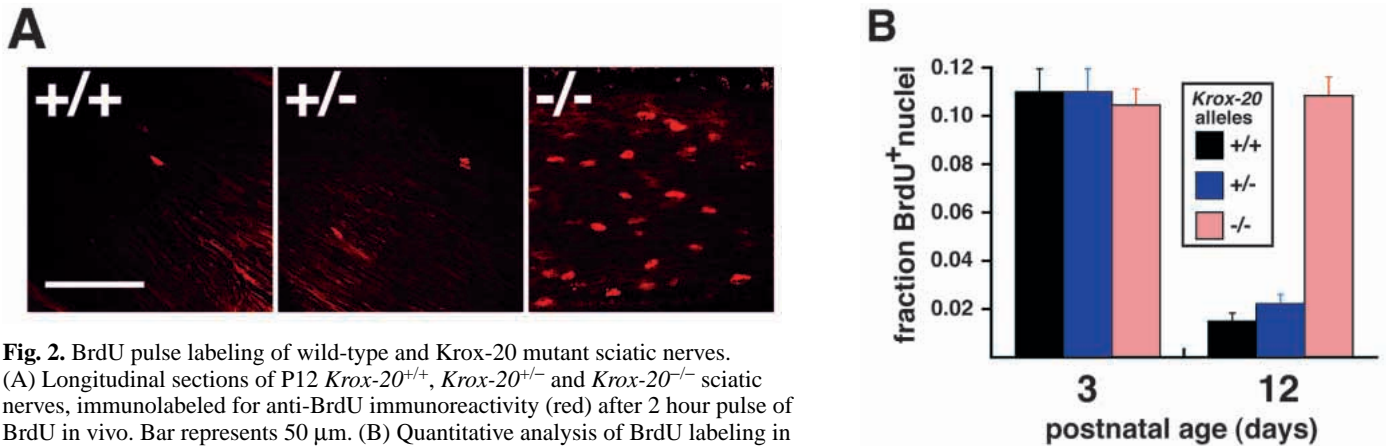 A
+/+
+/-
-/-
Fig. 2. BrdU pulse labeling of wild-type and Krox-20 mutant sciatic nerves.
(A) Longitudinal sections of P12 Krox-20+/+, Krox-20+/– and Krox-20–/– sciatic
nerves, immunolabeled for anti-BrdU immunoreactivity (red) after 2 hour pulse of
BrdU in vivo. Bar represents 50 µm. (B) Quantitative analysis of BrdU labeling in
B
fraction BrdU+nuclei
0.12
0.10
0.08
0.06
0.04
0.02
Krox-20
alleles
+/+
+/-
-/-
3
12
postnatal age (days)